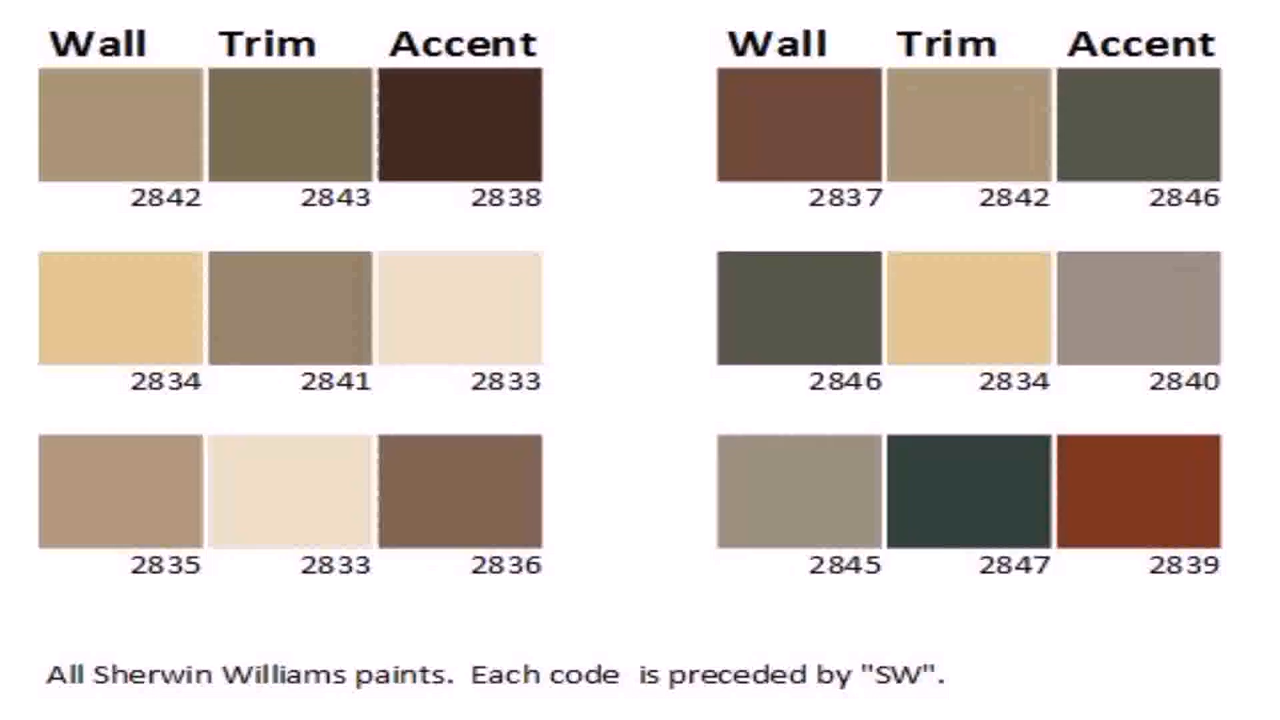 Wall Trim Accent Wall Trim Accent
2842 2843 2838 2837 2842 2846
2834 2841 2833 2846 2834 2840
2835 2833 2836 2845 2847 2839
All Sherwin Williams paints. Each code is preceded by "SW".